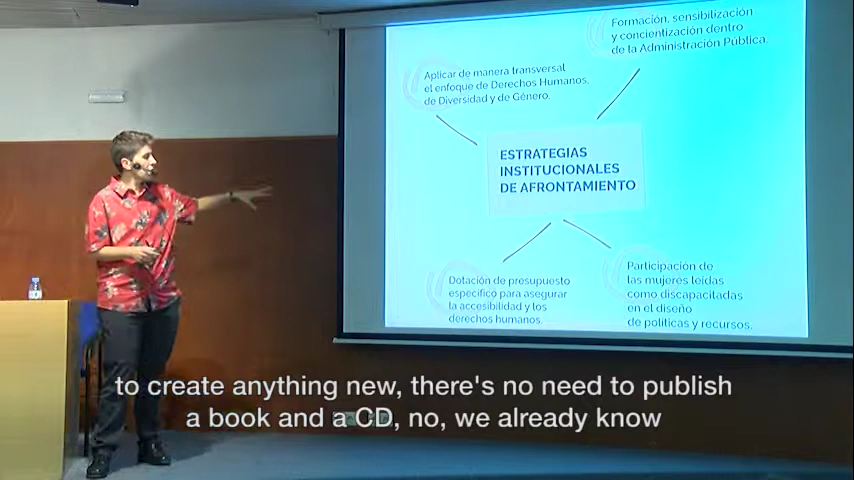 Formación, sensibilización
y concientización dentro
de la Administración Pública.
Aplicar de manera transversal
el enfoque de Derechos Humanos,
de Diversidad y de Género.
ESTRATEGIAS
INSTITUCIONALES
DE AFRONTAMIENTO
Dotación de presupuesto
específico para asegurar
la accesibilidad y los
derechos humanos.
Participación de
las mujeres leídas
como discapacitadas
en el diseño
de políticas y recursos.
to create anything new, there's no need to publish
a book and a CD, no, we already know